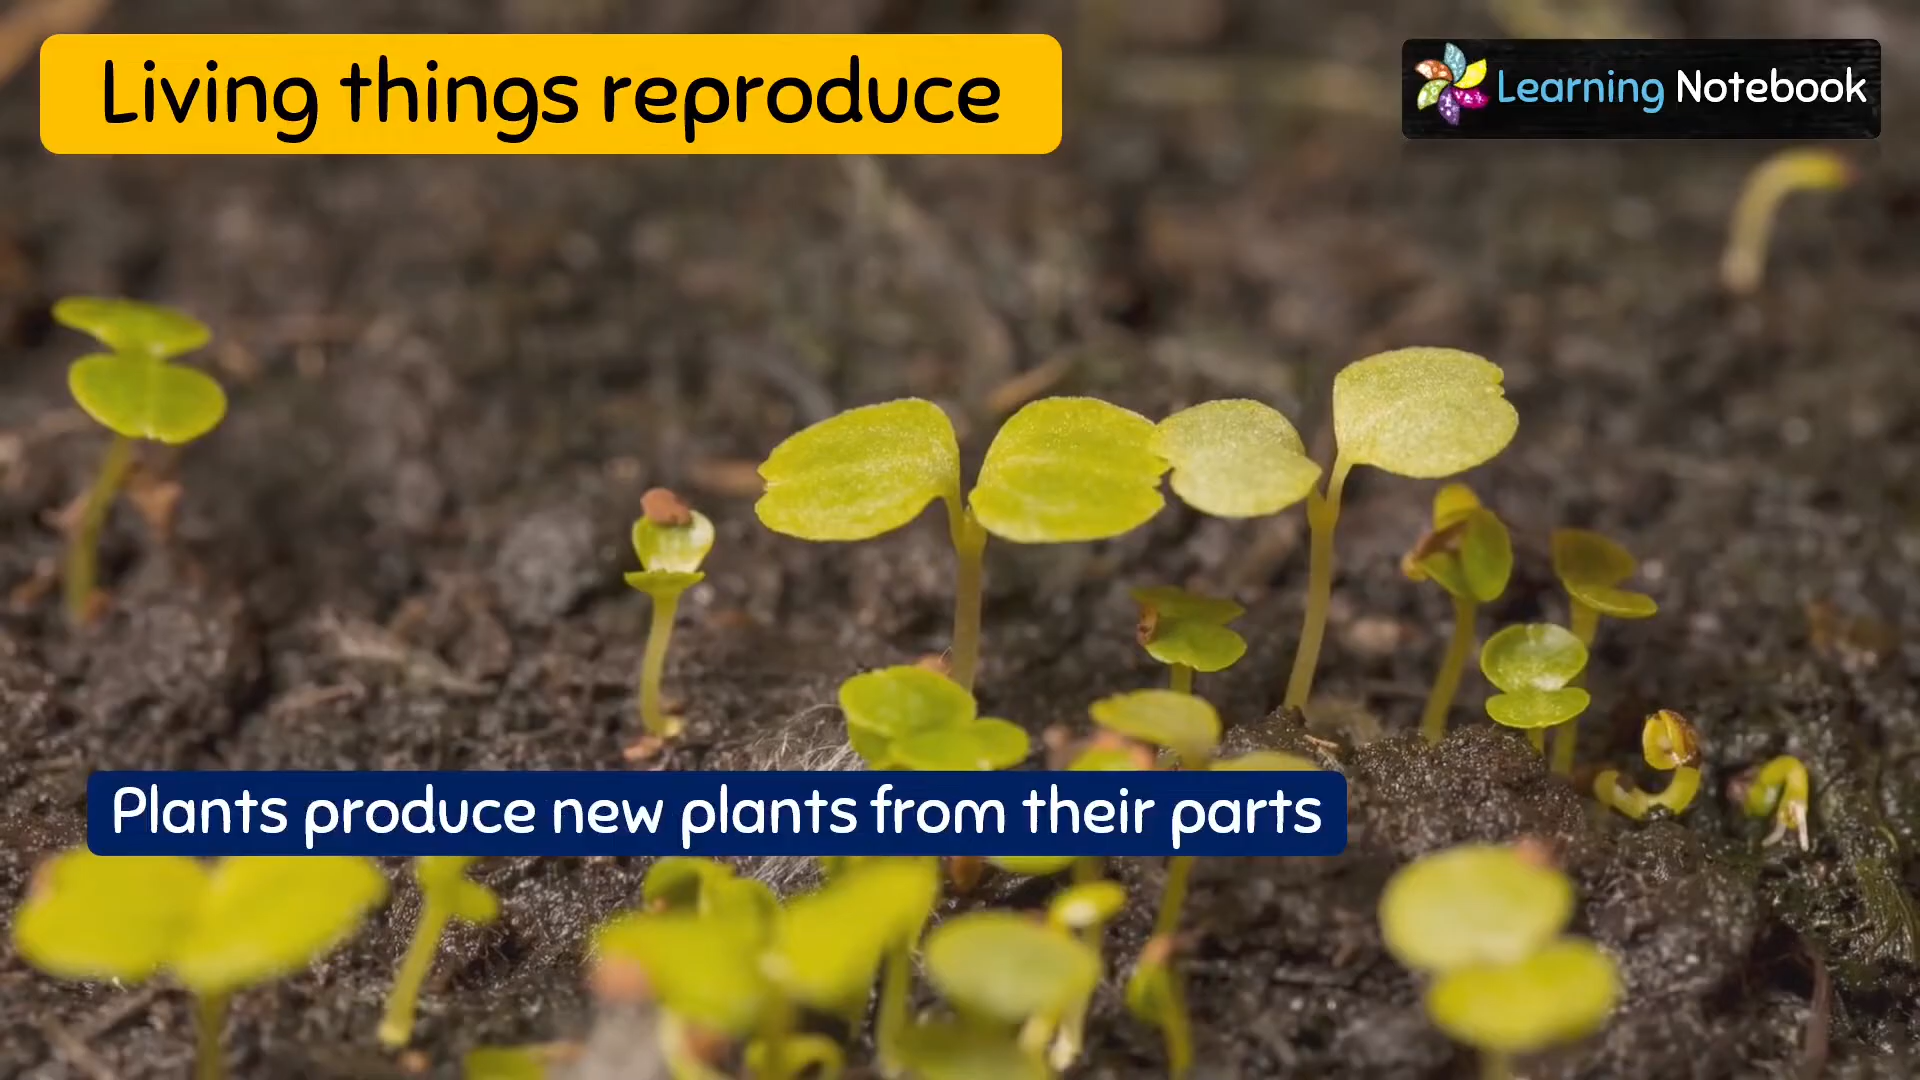 Living things reproduce
Learning Notebook
Plants produce new plants from their parts